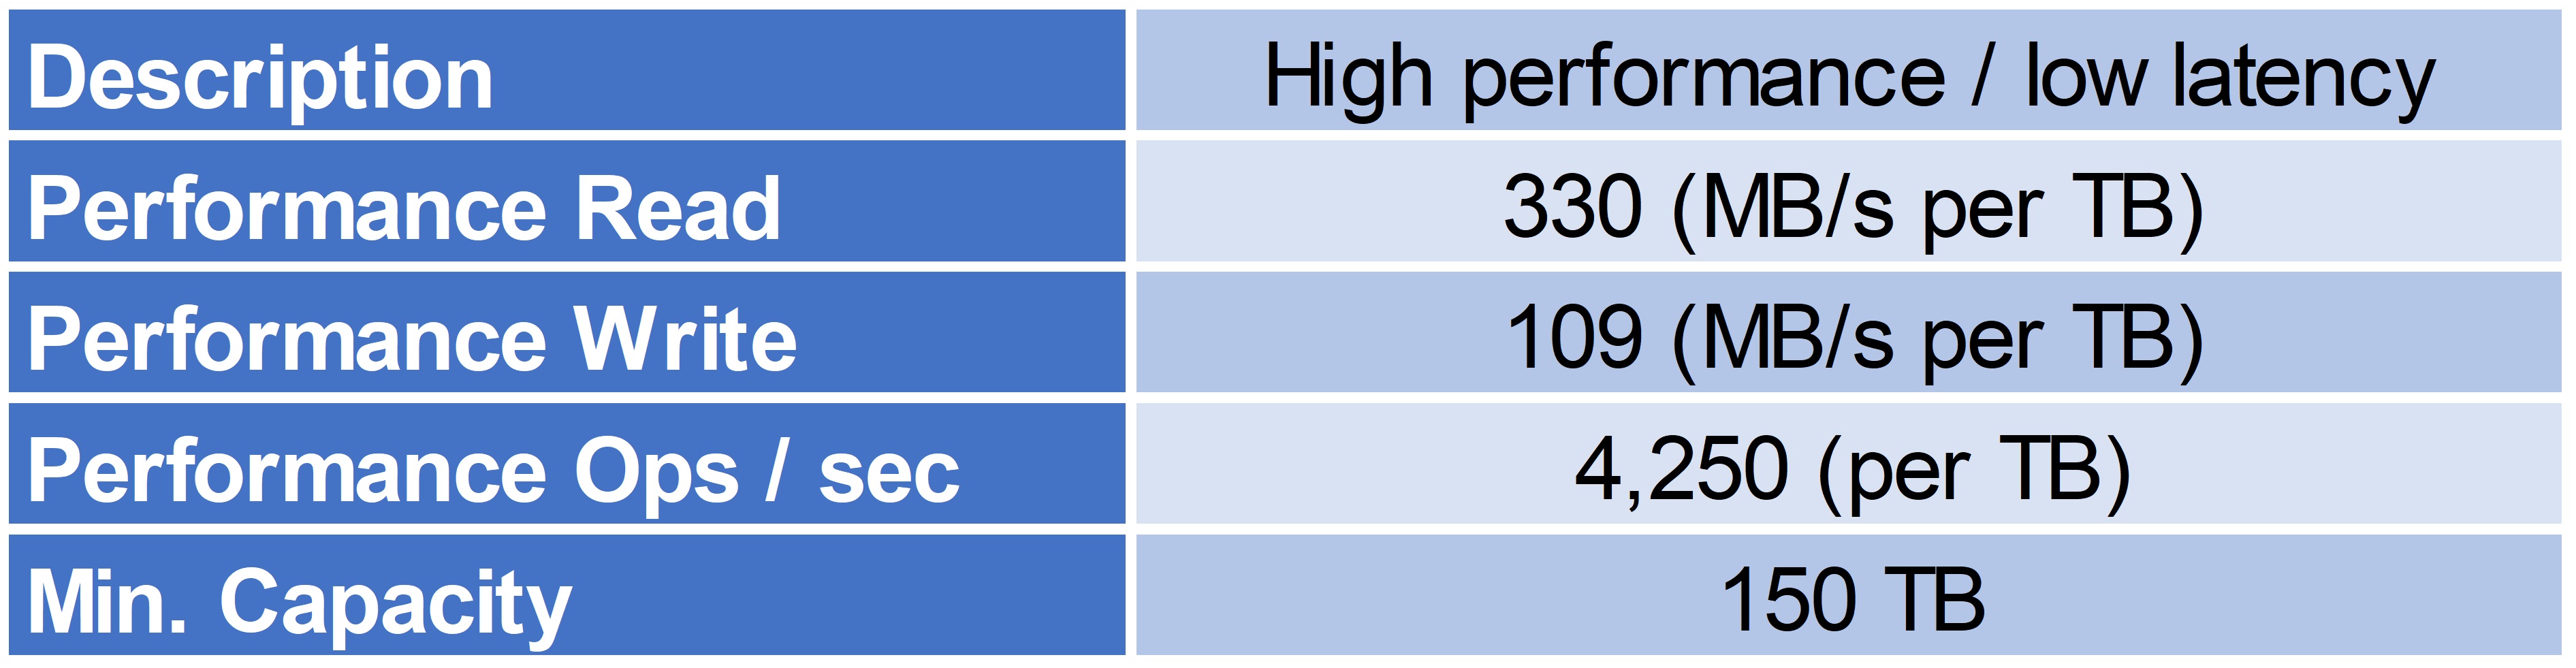 Description High performance / low latency
Performance Read 330 (MB/s per TB)
Performance Write 109 (MB/s per TB)
Performance Ops / sec 4,250 (per TB)
Min. Capacity 150 TB